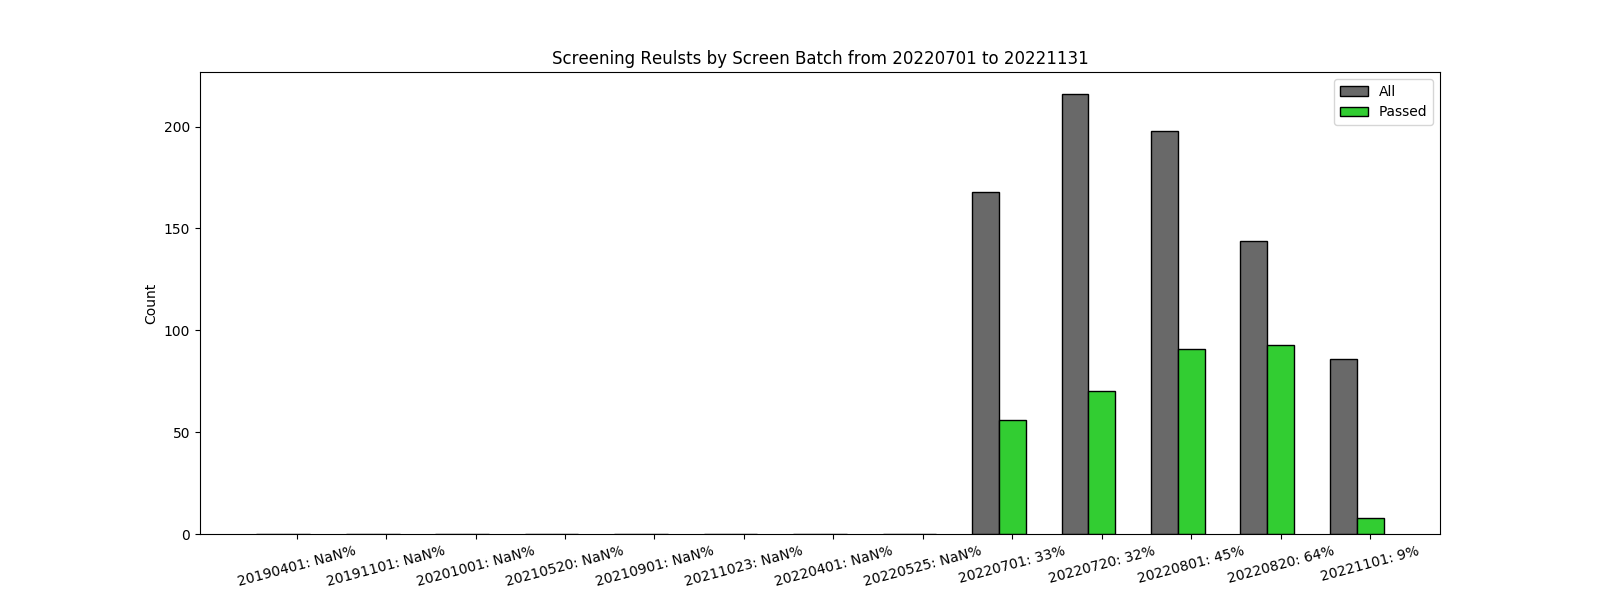 Screening Reulsts by Screen Batch from 20220701 to 20221131
All
Passed
Count
200
150
100
50
0
20190401: NaN%
20191101: NaN%
20201001: NaN%
20210520: NaN%
20210901: NaN%
20211023: NaN%
20220401: NaN%
20220525: NaN%
20220701: 33%
20220720: 32%
20220801: 45%
20220820: 64%
20221101: 9%